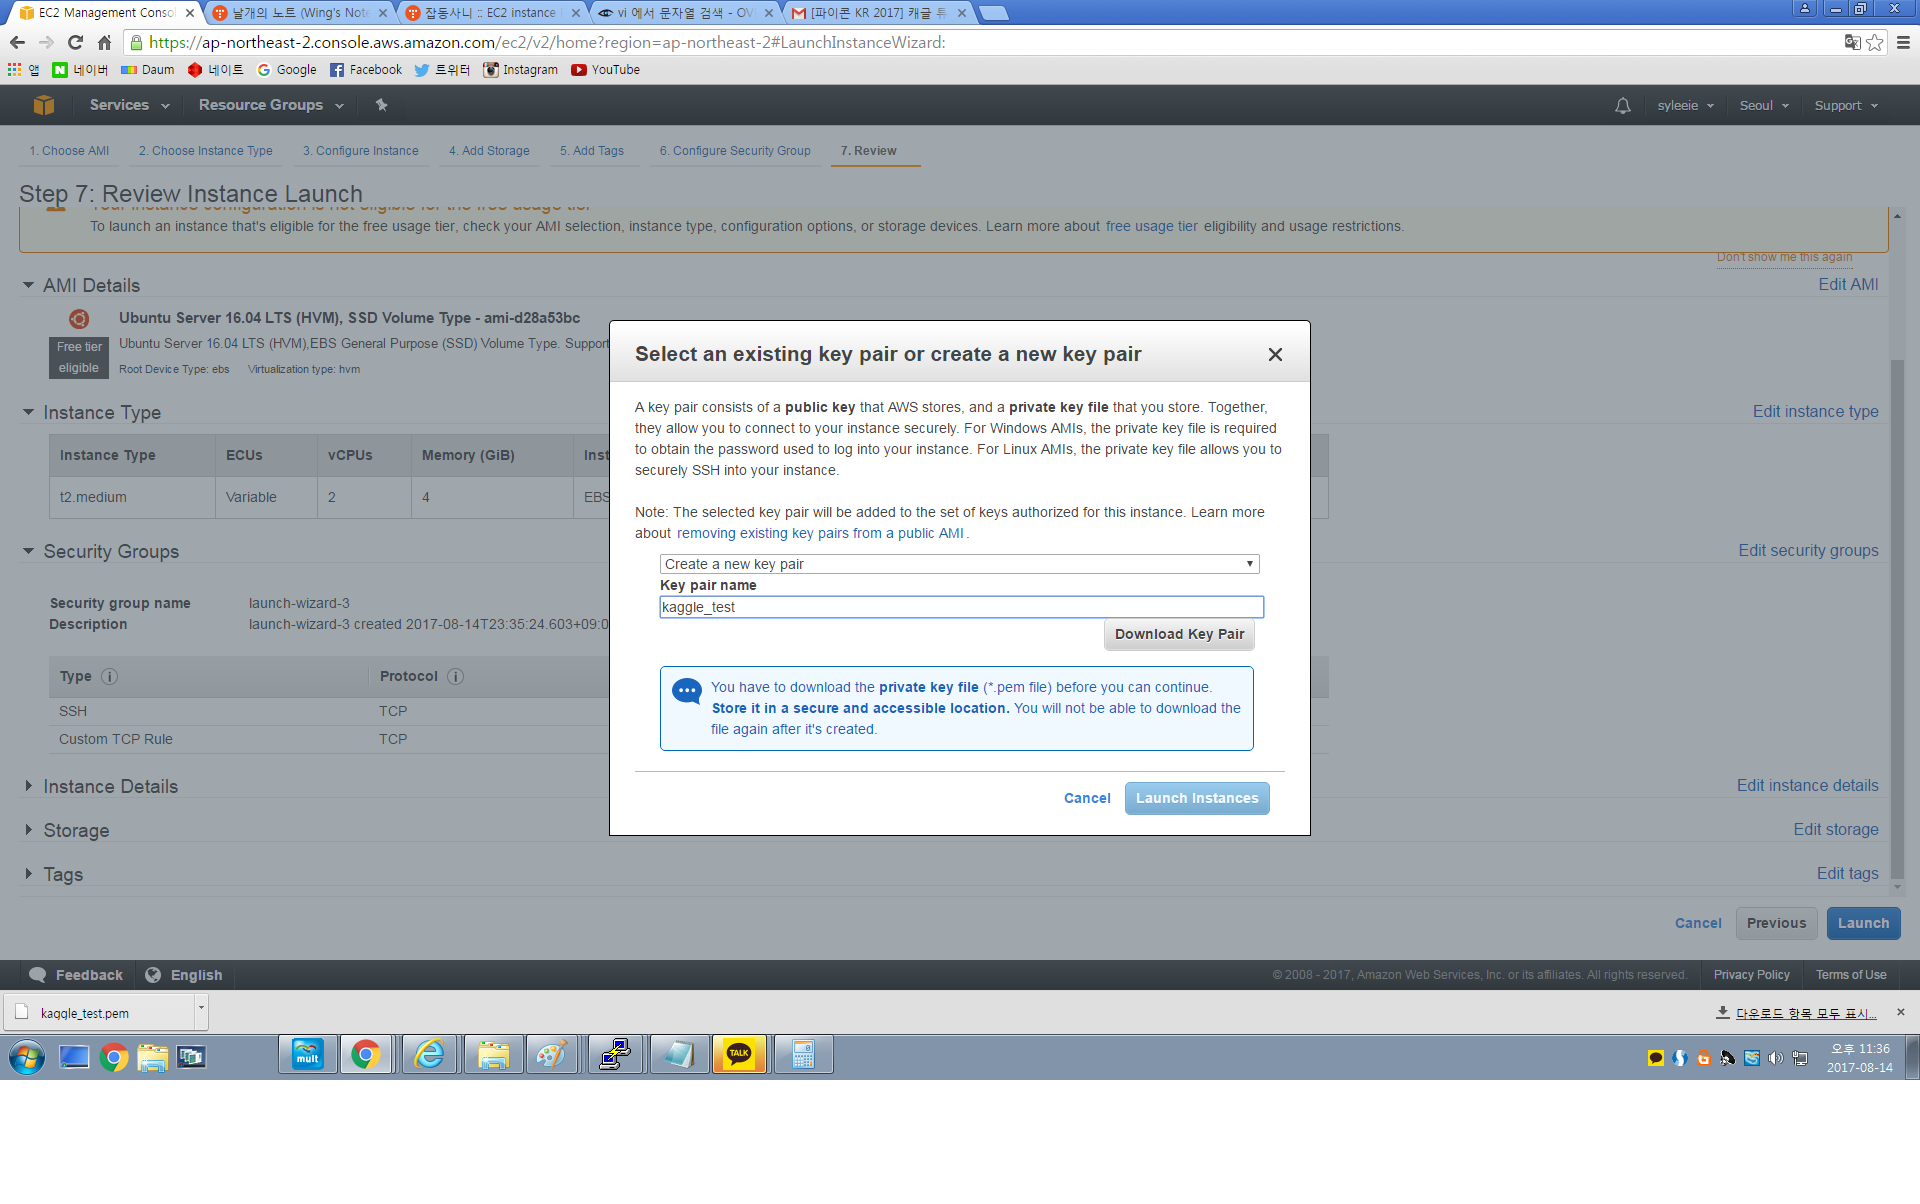 EC2 Management Consol
날개의 노트 (Wing's Note
잡동사니 :: EC2 instance
vi 에서 문자열 검색 - OV
[파이콘 KR 2017] 캐글 튜
https://ap-northeast-2.console.aws.amazon.com/ec2/v2/home?region=ap-northeast-2#LaunchInstanceWizard:
앱 네이버 Daum 네이트 Google Facebook 트위터 Instagram YouTube
Services Resource Groups syleeie Seoul Support
1. Choose AMI 2. Choose Instance Type 3. Configure Instance 4. Add Storage 5. Add Tags 6. Configure Security Group 7. Review
Step 7: Review Instance Launch
Your instance configuration is not eligible for the free usage tier
To launch an instance that's eligible for the free usage tier, check your AMI selection, instance type, configuration options, or storage devices. Learn more about free usage tier eligibility and usage restrictions.
Don't show me this again
AMI Details Edit AMI
Ubuntu Server 16.04 LTS (HVM), SSD Volume Type - ami-d28a53bc
Free tier eligible
Ubuntu Server 16.04 LTS (HVM),EBS General Purpose (SSD) Volume Type. Support
Root Device Type: ebs Virtualization type: hvm
Instance Type Edit instance type
Instance Type ECUs vCPUs Memory (GiB) Inst
t2.medium Variable 2 4 EBS
Security Groups Edit security groups
Security group name launch-wizard-3
Description launch-wizard-3 created 2017-08-14T23:35:24.603+09:0
Type i Protocol i
SSH TCP
Custom TCP Rule TCP
Instance Details Edit instance details
Storage Edit storage
Tags Edit tags
Select an existing key pair or create a new key pair
A key pair consists of a public key that AWS stores, and a private key file that you store. Together,
they allow you to connect to your instance securely. For Windows AMIs, the private key file is required
to obtain the password used to log into your instance. For Linux AMIs, the private key file allows you to
securely SSH into your instance.
Note: The selected key pair will be added to the set of keys authorized for this instance. Learn more
about removing existing key pairs from a public AMI.
Create a new key pair
Key pair name
kaggle_test
Download Key Pair
You have to download the private key file (*.pem file) before you can continue.
Store it in a secure and accessible location. You will not be able to download the
file again after it's created.
Cancel Launch Instances
Cancel Previous Launch
Feedback English © 2008 - 2017, Amazon Web Services, Inc. or its affiliates. All rights reserved. Privacy Policy Terms of Use
kaggle_test.pem 다운로드 항목 모두 표시...
mult
TALK
오후 11:36
2017-08-14